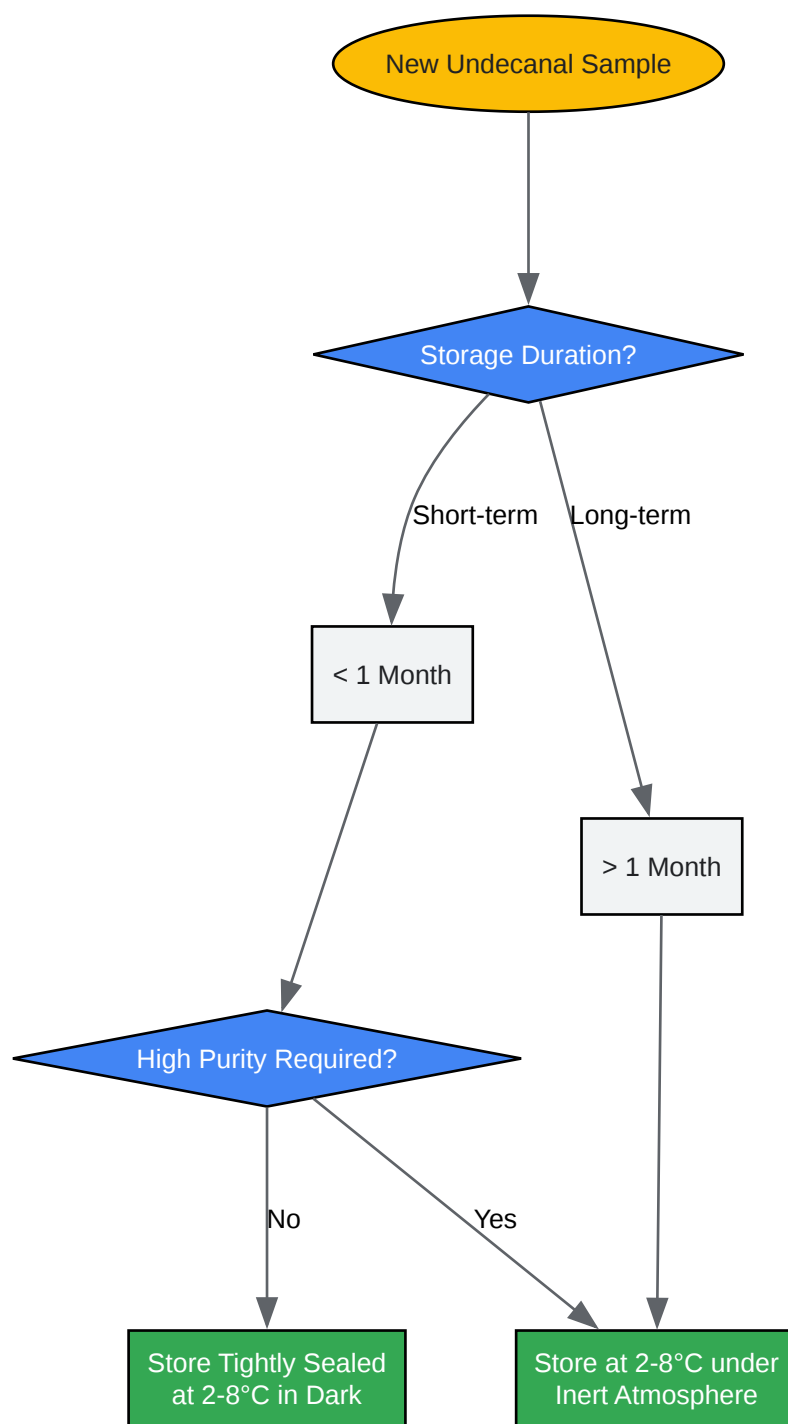 New Undecanal Sample
Storage Duration?
Short-term
Long-term
< 1 Month
> 1 Month
High Purity Required?
No
Yes
Store Tightly Sealed
at 2-8°C in Dark
Store at 2-8°C under
Inert Atmosphere